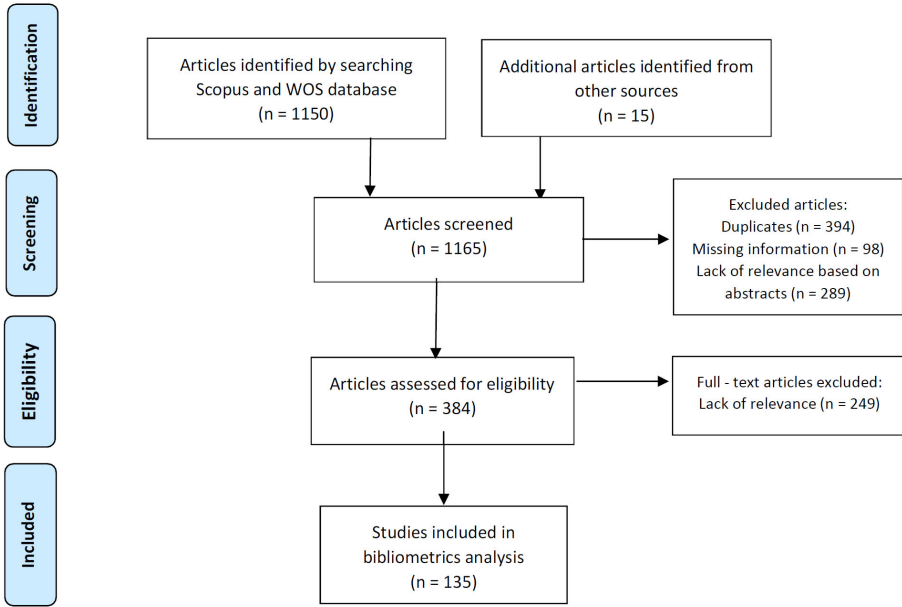 Identification
Articles identified by searching
Scopus and WOS database
(n = 1150)
Additional articles identified from
other sources
(n = 15)
Screening
Articles screened
(n = 1165)
Excluded articles:
Duplicates (n = 394)
Missing information (n = 98)
Lack of relevance based on
abstracts (n = 289)
Eligibility
Articles assessed for eligibility
(n = 384)
Full - text articles excluded:
Lack of relevance (n = 249)
Included
Studies included in
bibliometrics analysis
(n = 135)